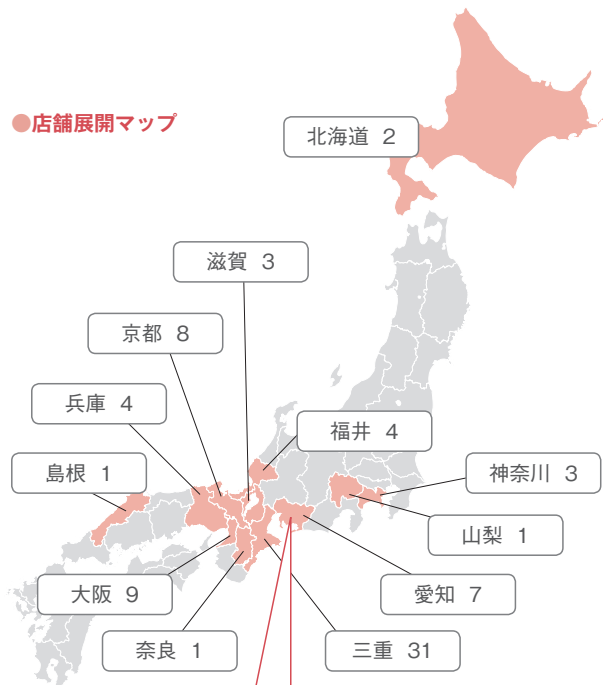 ●店舗展開マップ
北海道 2
滋賀 3
京都 8
兵庫 4
福井 4
島根 1
神奈川 3
山梨 1
大阪 9
愛知 7
奈良 1
三重 31